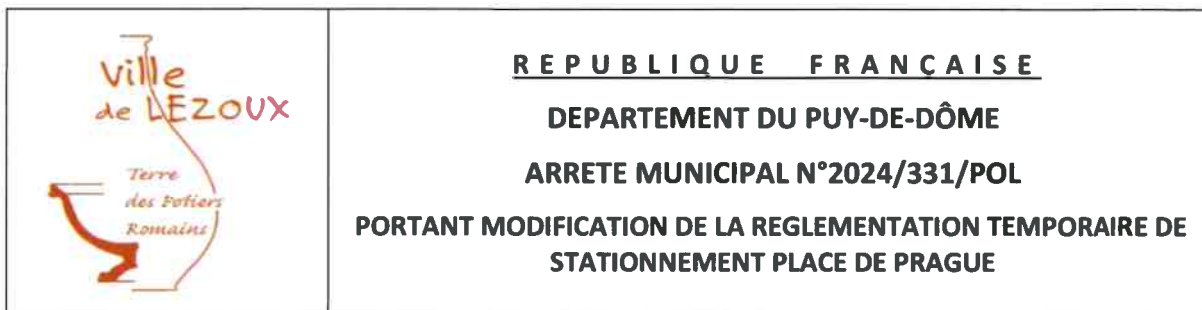 Ville
de LEZOUX
Terre
des Potiers
Romains
REPUBLIQUE FRANÇAISE
DEPARTEMENT DU PUY-DE-DÔME
ARRETE MUNICIPAL N°2024/331/POL
PORTANT MODIFICATION DE LA REGLEMENTATION TEMPORAIRE DE
STATIONNEMENT PLACE DE PRAGUE